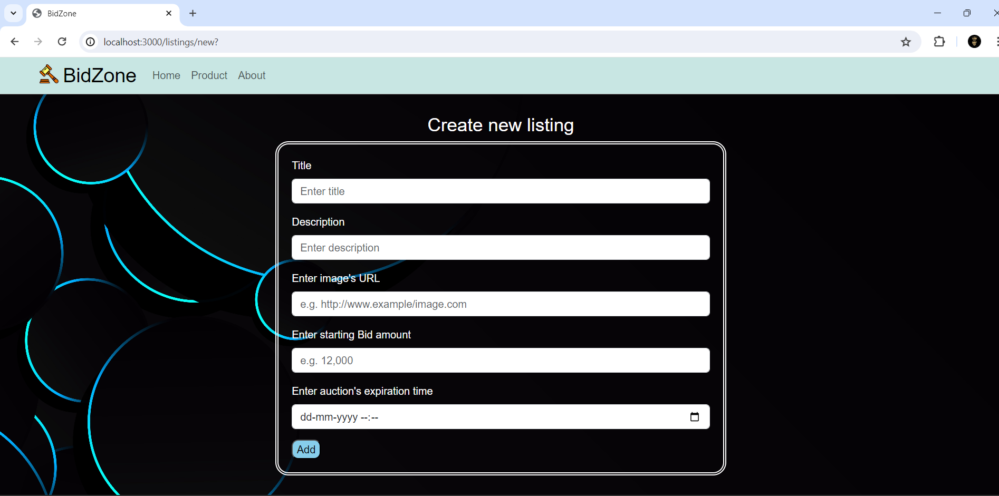 BidZone
localhost:3000/listings/new?
BidZone Home Product About
Create new listing
Title
Enter title
Description
Enter description
Enter image's URL
e.g. http://www.example/image.com
Enter starting Bid amount
e.g. 12,000
Enter auction's expiration time
dd-mm-yyyy --:--
Add